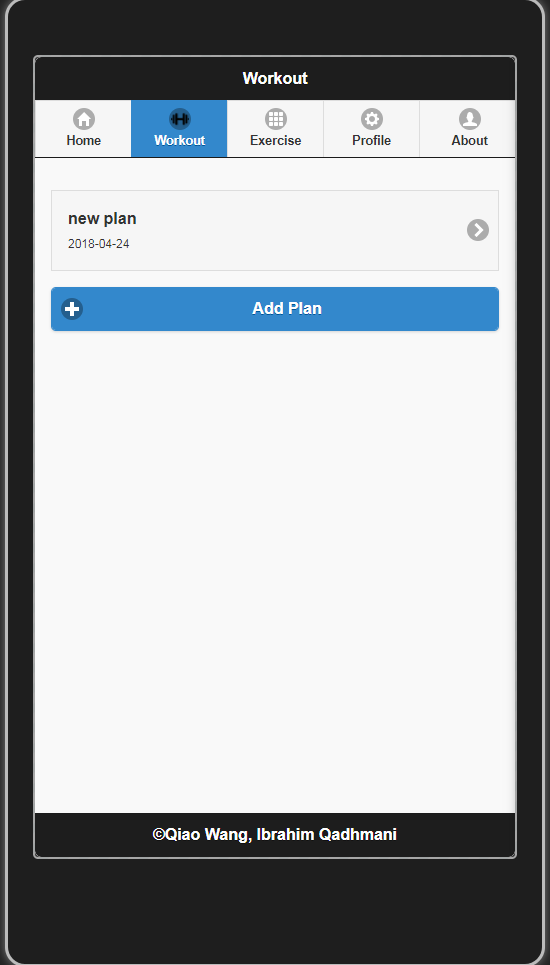 Workout
Home Workout Exercise Profile About
new plan
2018-04-24
Add Plan
©Qiao Wang, Ibrahim Qadhmani